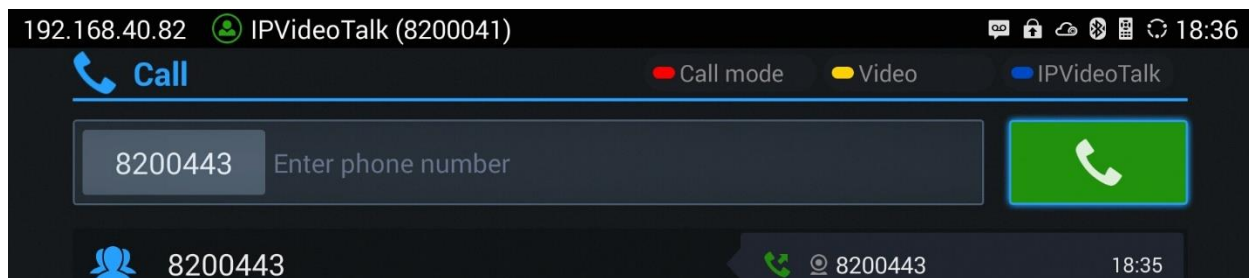 192.168.40.82 IPVideoTalk (8200041) 18:36
Call Call mode Video IPVideoTalk
8200443 Enter phone number
8200443 8200443 18:35